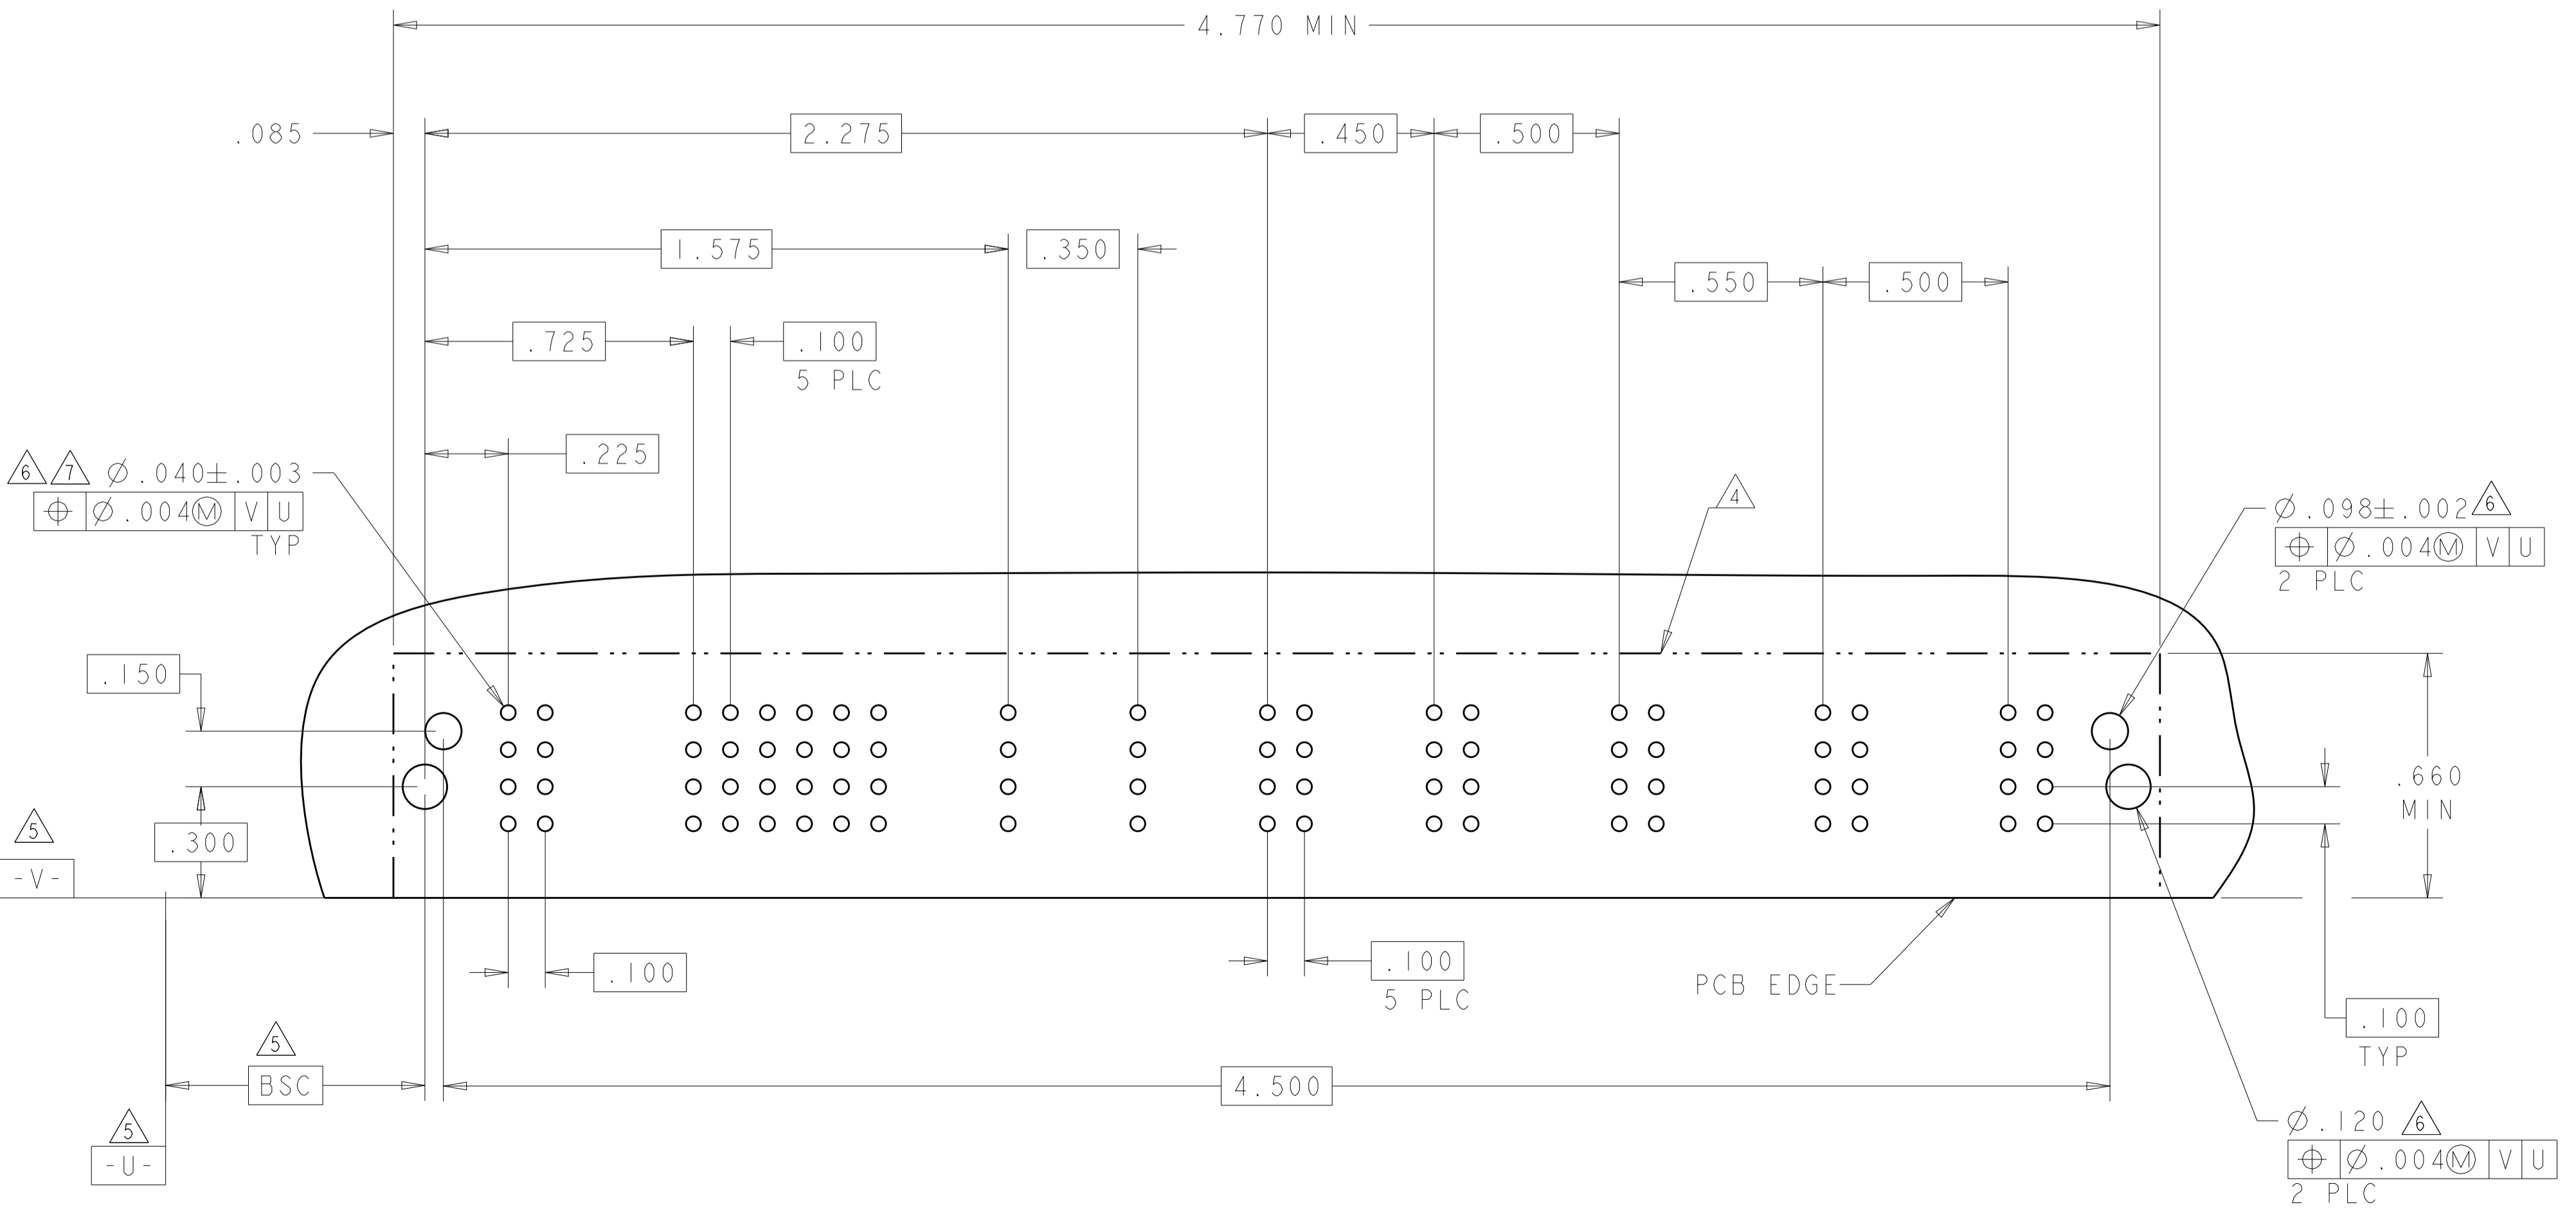 4.770 MIN
.085
2.275
.450
.500
1.575
.350
.550
.500
.725
.100
5 PLC
.225
6 7 Ø.040±.003
⌖ Ø.004Ⓜ V U
TYP
4
Ø.098±.002 6
⌖ Ø.004Ⓜ V U
2 PLC
.150
.660
MIN
5
.300
-V-
.100
.100
5 PLC
PCB EDGE
.100
TYP
5
BSC
4.500
5
-U-
Ø.120 6
⌖ Ø.004Ⓜ V U
2 PLC